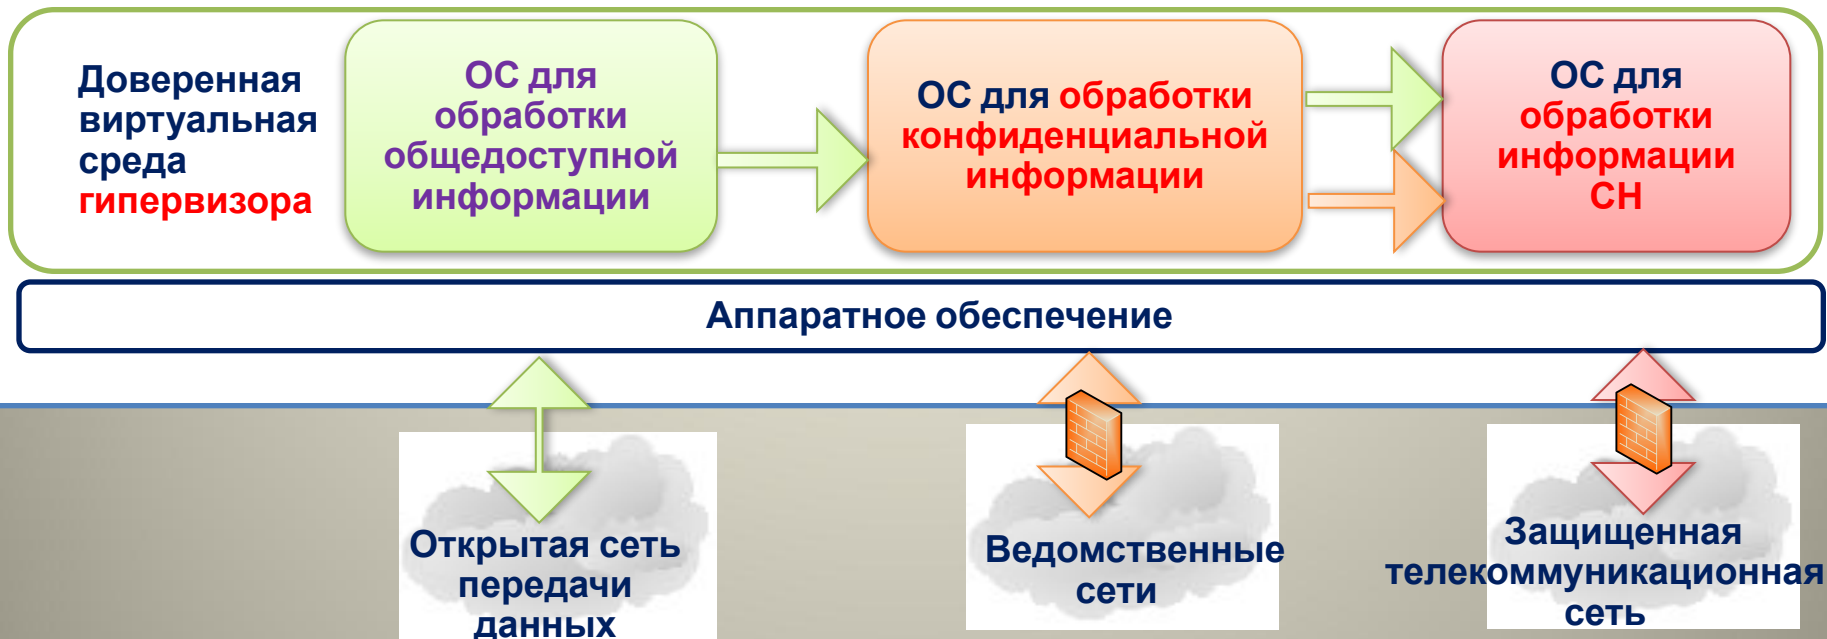 Доверенная
виртуальная
среда
гипервизора
ОС для
обработки
общедоступной
информации
ОС для обработки
конфиденциальной
информации
ОС для
обработки
информации
СН
Аппаратное обеспечение
Открытая сеть
передачи
данных
Ведомственные
сети
Защищенная
телекоммуникационная
сеть